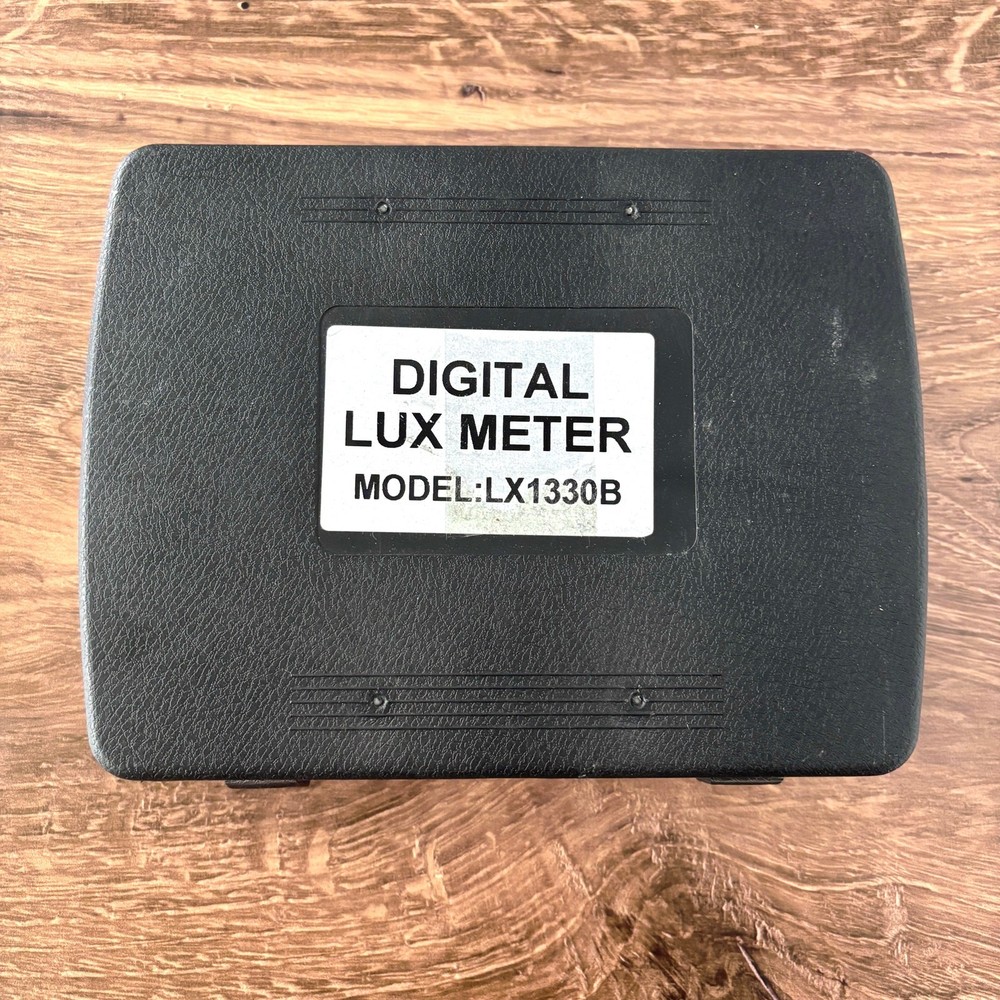 DIGITAL
LUX METER
MODEL:LX1330B